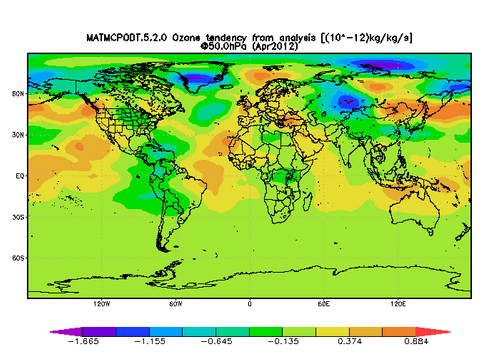 MATMCPODT.5.2.0 Ozone tendency from analysis [(10^-12)kg/kg/s]
@50.0hPa (Apr2012)
60N
30N
EQ
30S
60S
120W 60W 0 60E 120E
-1.665 -1.155 -0.645 -0.135 0.374 0.884